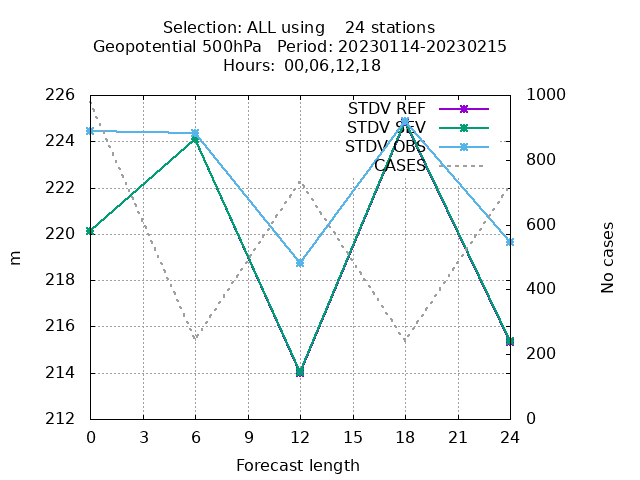 Selection: ALL using    24 stations
Geopotential 500hPa   Period: 20230114-20230215
Hours: 00,06,12,18
226
224
222
220
218
216
214
212
m
0 3 6 9 12 15 18 21 24
Forecast length
1000
800
600
400
200
0
No cases
STDV REF
STDV SEV
STDV OBS
CASES